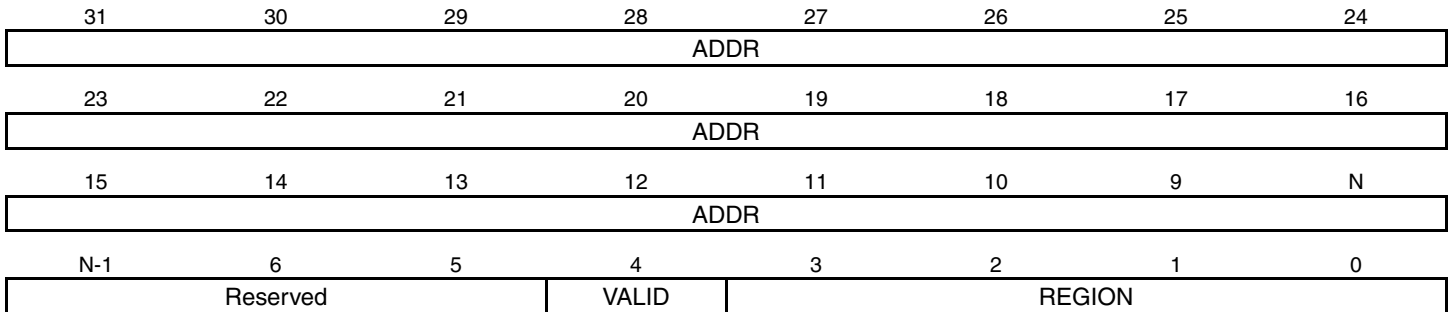 31 30 29 28 27 26 25 24
ADDR
23 22 21 20 19 18 17 16
ADDR
15 14 13 12 11 10 9 N
ADDR
N-1 6 5 4 3 2 1 0
Reserved VALID REGION